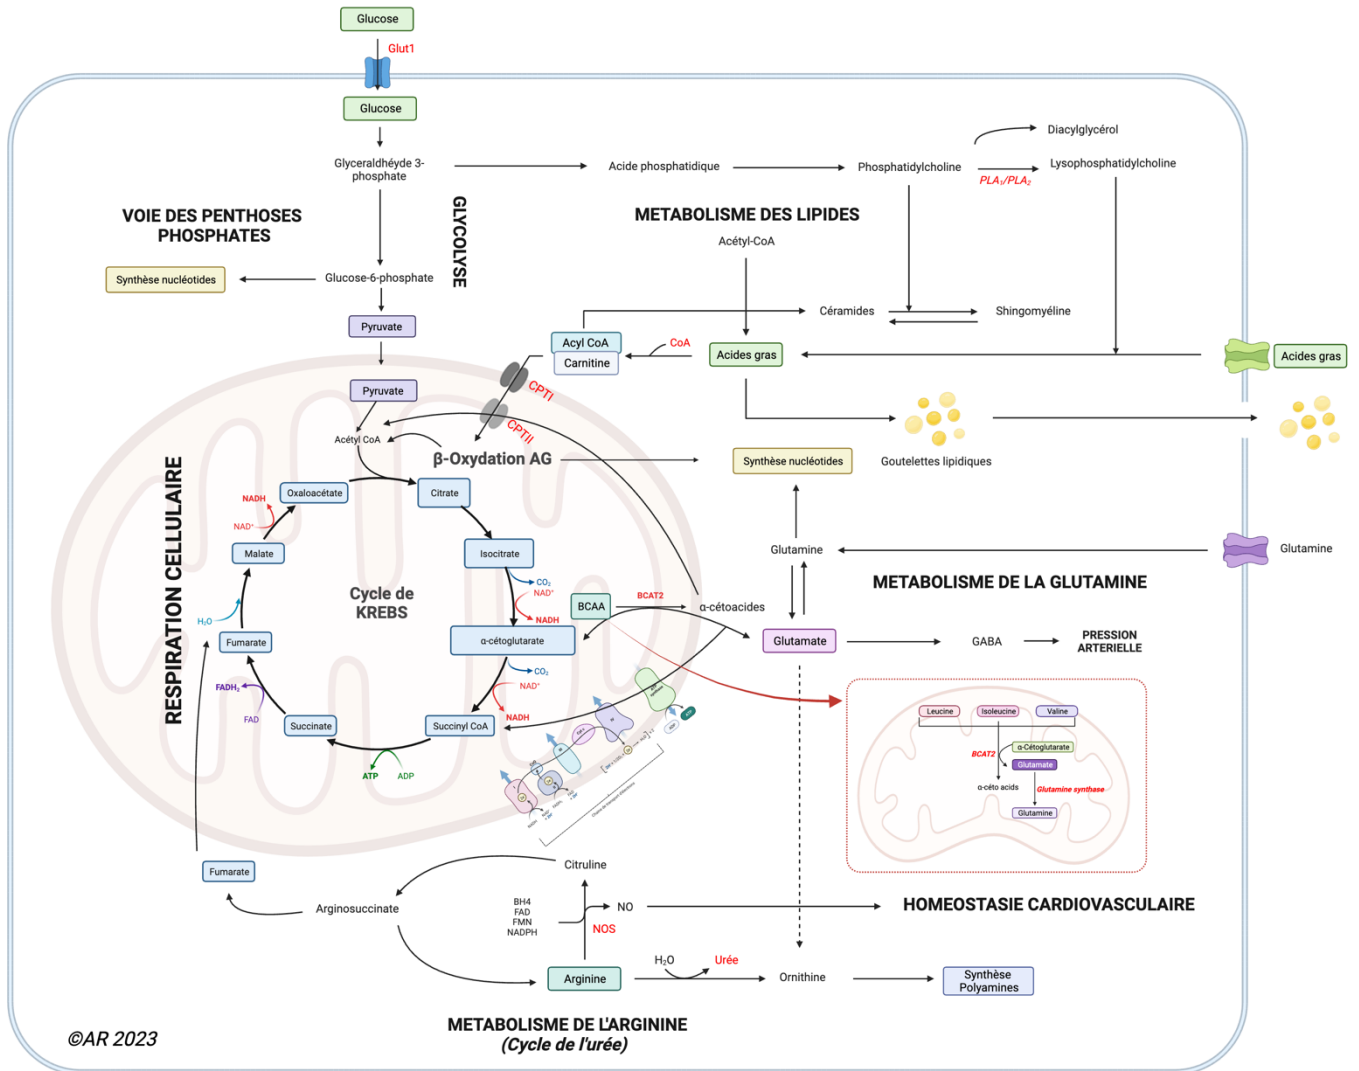 Glucose
Glut1
Glucose
Glyceraldhéyde 3-
phosphate
Acide phosphatidique
Phosphatidylcholine
Diacylglycérol
Lysophosphatidylcholine
PLA₁/PLA₂
VOIE DES PENTHOSES
PHOSPHATES
GLYCOLYSE
METABOLISME DES LIPIDES
Acétyl-CoA
Synthèse nucléotides
Glucose-6-phosphate
Pyruvate
Céramides
Shingomyéline
Acyl CoA
Carnitine
CoA
Acides gras
Acides gras
Pyruvate
CPTI
CPTII
Acétyl CoA
β-Oxydation AG
Synthèse nucléotides
Goutelettes lipidiques
RESPIRATION CELLULAIRE
Oxaloacétate
Citrate
NADH
NAD⁺
Malate
Isocitrate
CO₂
NAD⁺
NADH
Cycle de
KREBS
Glutamine
Glutamine
METABOLISME DE LA GLUTAMINE
BCAA
BCAT2
α-cétoacides
H₂O
Fumarate
α-cétoglutarate
Glutamate
GABA
PRESSION
ARTERIELLE
CO₂
NAD⁺
NADH
FADH₂
FAD
Succinate
Succinyl CoA
ATP
ADP
Leucine
Isoleucine
Valine
BCAT2
α-Cétoglutarate
Glutamate
α-céto acids
Glutamine synthase
Glutamine
Fumarate
Citruline
Arginosuccinate
BH4
FAD
FMN
NADPH
NO
NOS
HOMEOSTASIE CARDIOVASCULAIRE
Arginine
H₂O
Urée
Ornithine
Synthèse
Polyamines
METABOLISME DE L'ARGININE
(Cycle de l'urée)
©AR 2023